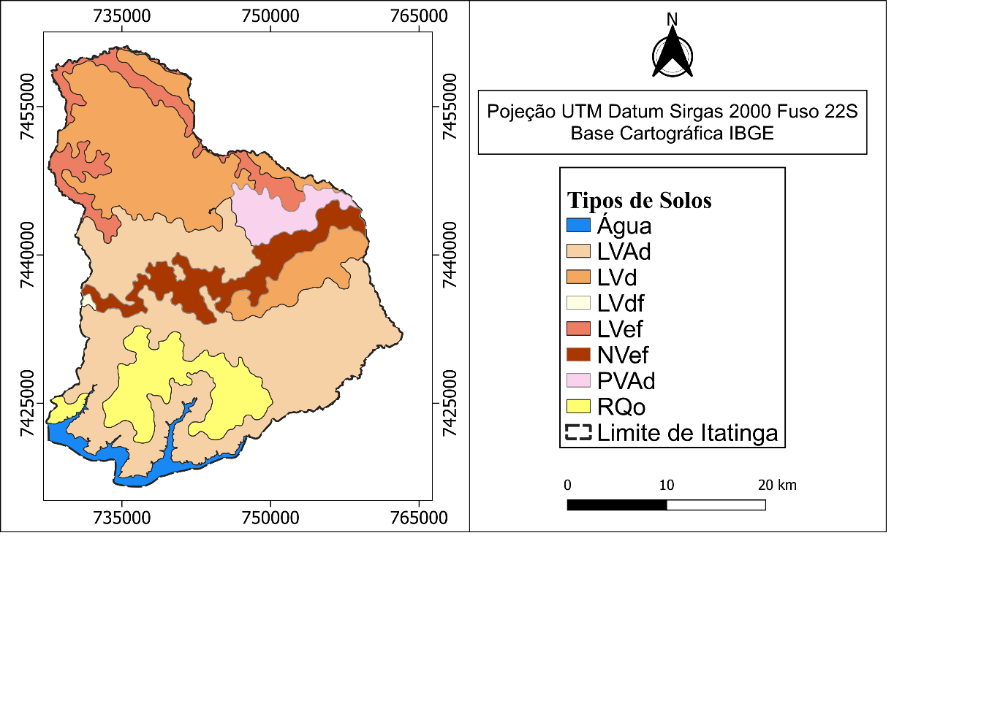 735000 750000 765000
7455000
7440000
7425000
7455000
7440000
7425000
735000 750000 765000
N
Pojeção UTM Datum Sirgas 2000 Fuso 22S
Base Cartográfica IBGE
Tipos de Solos
Água
LVAd
LVd
LVdf
LVef
NVef
PVAd
RQo
Limite de Itatinga
0 10 20 km